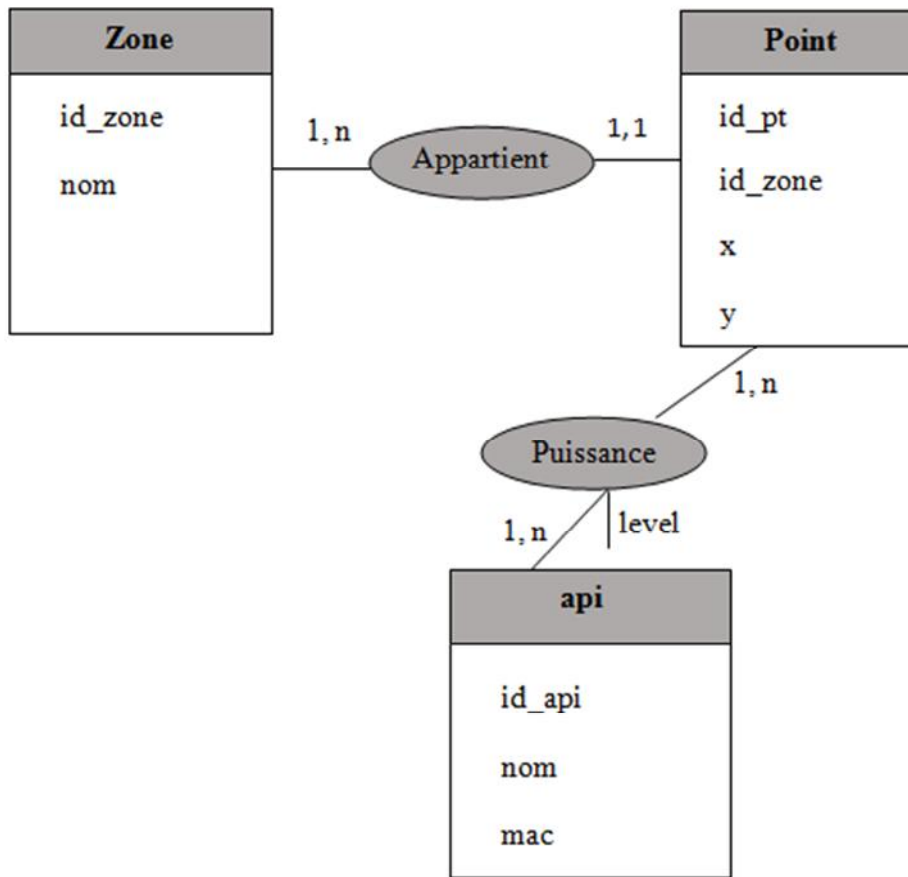 Zone
id_zone
nom
1, n
Appartient
1, 1
Point
id_pt
id_zone
x
y
1, n
Puissance
1, n
level
api
id_api
nom
mac